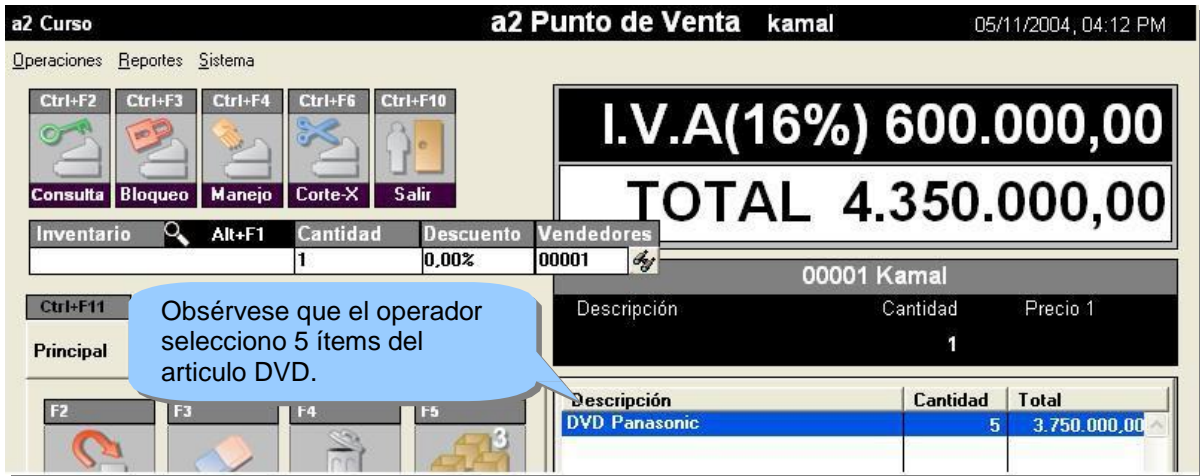 a2 Curso a2 Punto de Venta kamal 05/11/2004, 04:12 PM
Operaciones Reportes Sistema
Ctrl+F2 Ctrl+F3 Ctrl+F4 Ctrl+F6 Ctrl+F10
Consulta Bloqueo Manejo Corte-X Salir
I.V.A(16%) 600.000,00
TOTAL 4.350.000,00
Inventario Alt+F1 Cantidad Descuento Vendedores
1 0,00% 00001
00001 Kamal
Descripción Cantidad Precio 1
1
Ctrl+F11
Principal
Obsérvese que el operador
selecciono 5 ítems del
articulo DVD.
F2 F3 F4 F5
3
Descripción Cantidad Total
DVD Panasonic 5 3.750.000,00